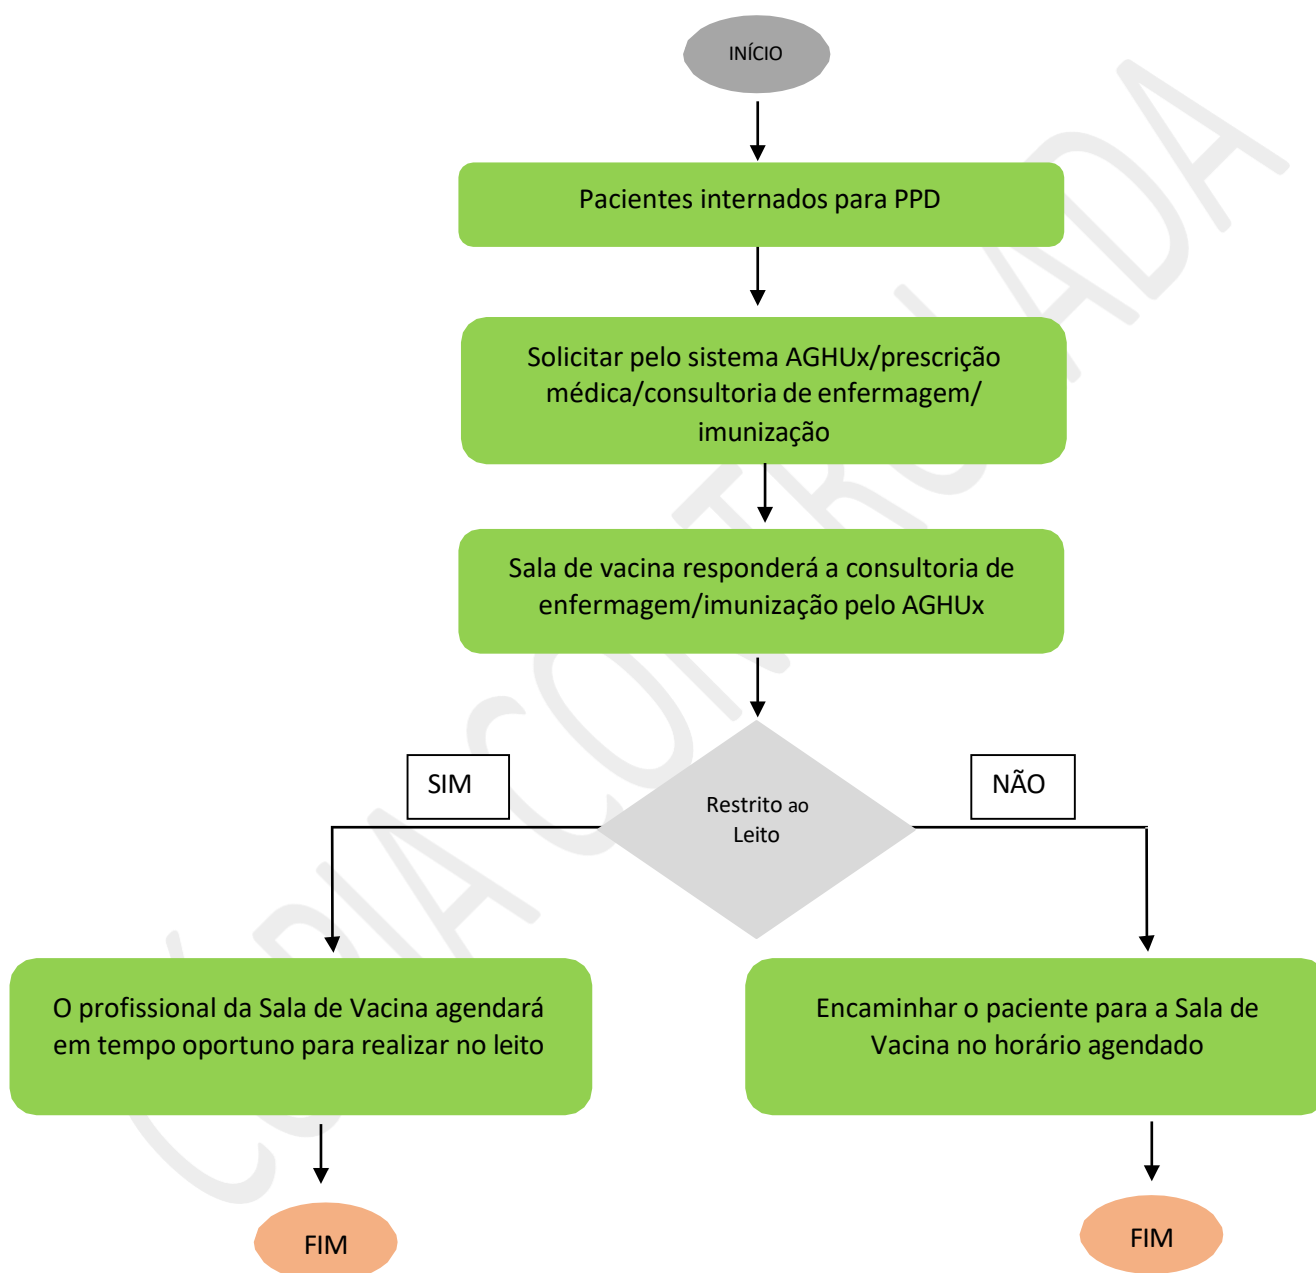 INÍCIO
Pacientes internados para PPD
Solicitar pelo sistema AGHUx/prescrição
médica/consultoria de enfermagem/
imunização
Sala de vacina responderá a consultoria de
enfermagem/imunização pelo AGHUx
SIM
Restrito ao
Leito
NÃO
O profissional da Sala de Vacina agendará
em tempo oportuno para realizar no leito
Encaminhar o paciente para a Sala de
Vacina no horário agendado
FIM
FIM
CÓPIA CONTROLADA